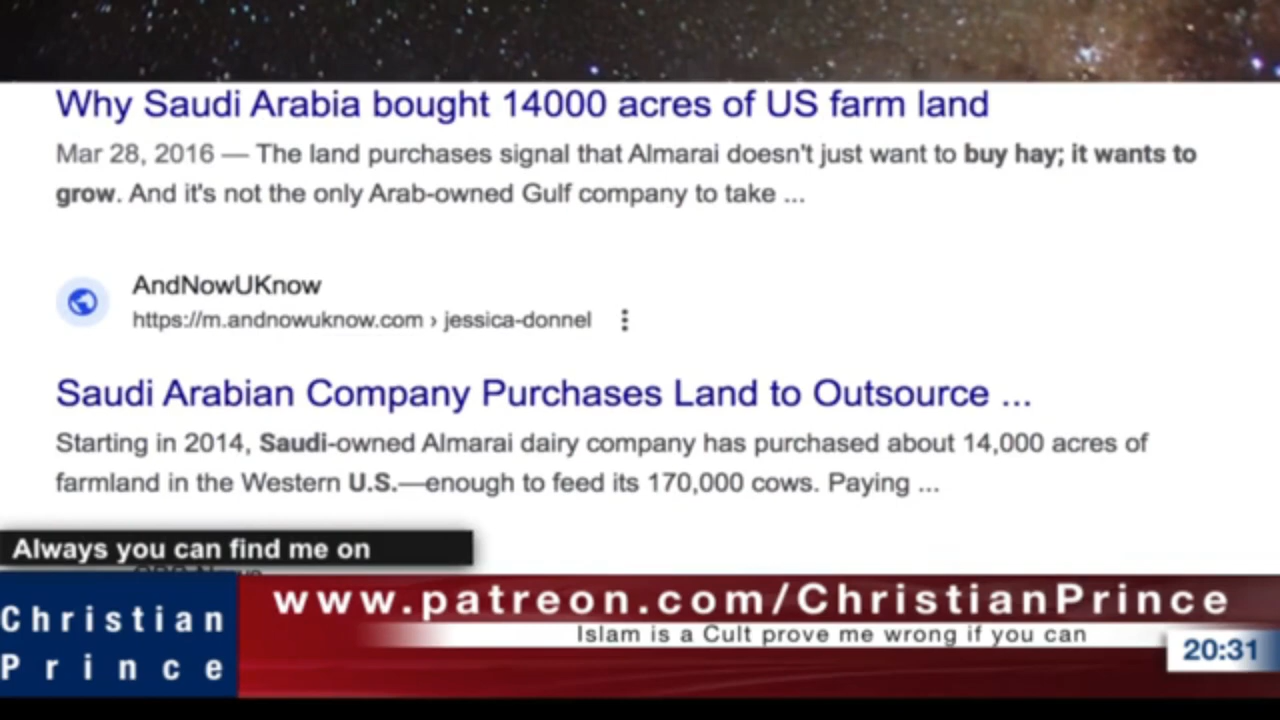 Why Saudi Arabia bought 14000 acres of US farm land
Mar 28, 2016 — The land purchases signal that Almarai doesn't just want to buy hay; it wants to
grow. And it's not the only Arab-owned Gulf company to take ...
AndNowUKnow
https://m.andnowuknow.com › jessica-donnel
Saudi Arabian Company Purchases Land to Outsource ...
Starting in 2014, Saudi-owned Almarai dairy company has purchased about 14,000 acres of
farmland in the Western U.S.—enough to feed its 170,000 cows. Paying ...
Always you can find me on
Christian
Prince
www.patreon.com/ChristianPrince
Islam is a Cult prove me wrong if you can
20:31